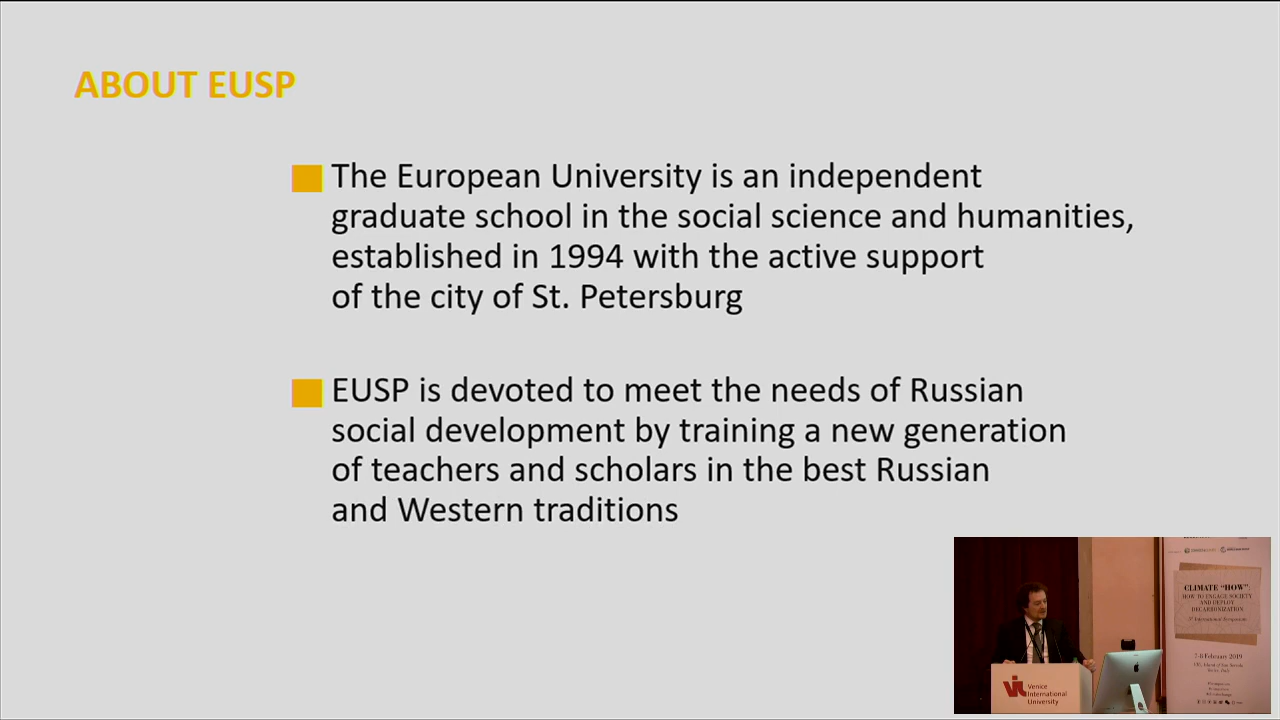 ABOUT EUSP
The European University is an independent
graduate school in the social science and humanities,
established in 1994 with the active support
of the city of St. Petersburg
EUSP is devoted to meet the needs of Russian
social development by training a new generation
of teachers and scholars in the best Russian
and Western traditions
CLIMATE "HOW":
HOW TO ENGAGE SOCIETY
AND DEPLOY
DECARBONIZATION
7-8 February 2019
Venice
International
University